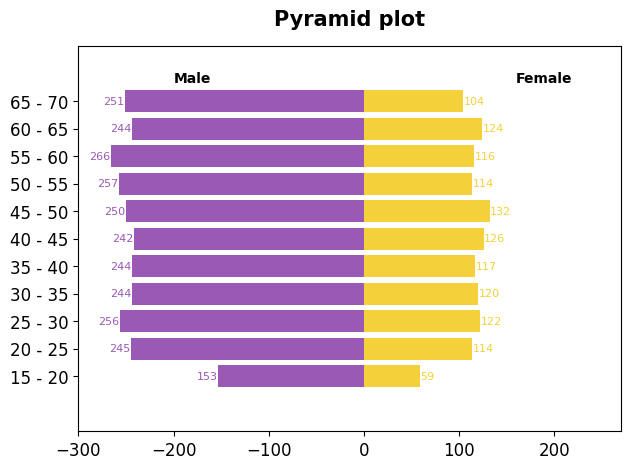 Pyramid plot
Male Female
65 - 70 251 104
60 - 65 244 124
55 - 60 266 116
50 - 55 257 114
45 - 50 250 132
40 - 45 242 126
35 - 40 244 117
30 - 35 244 120
25 - 30 256 122
20 - 25 245 114
15 - 20 153 59
−300 −200 −100 0 100 200